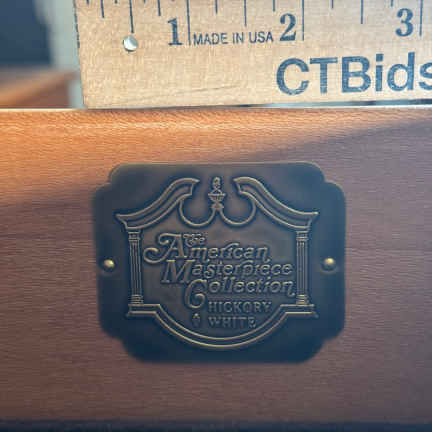 1 MADE IN USA 2 3
CTBids
The
American
Masterpiece
Collection
HICKORY
WHITE